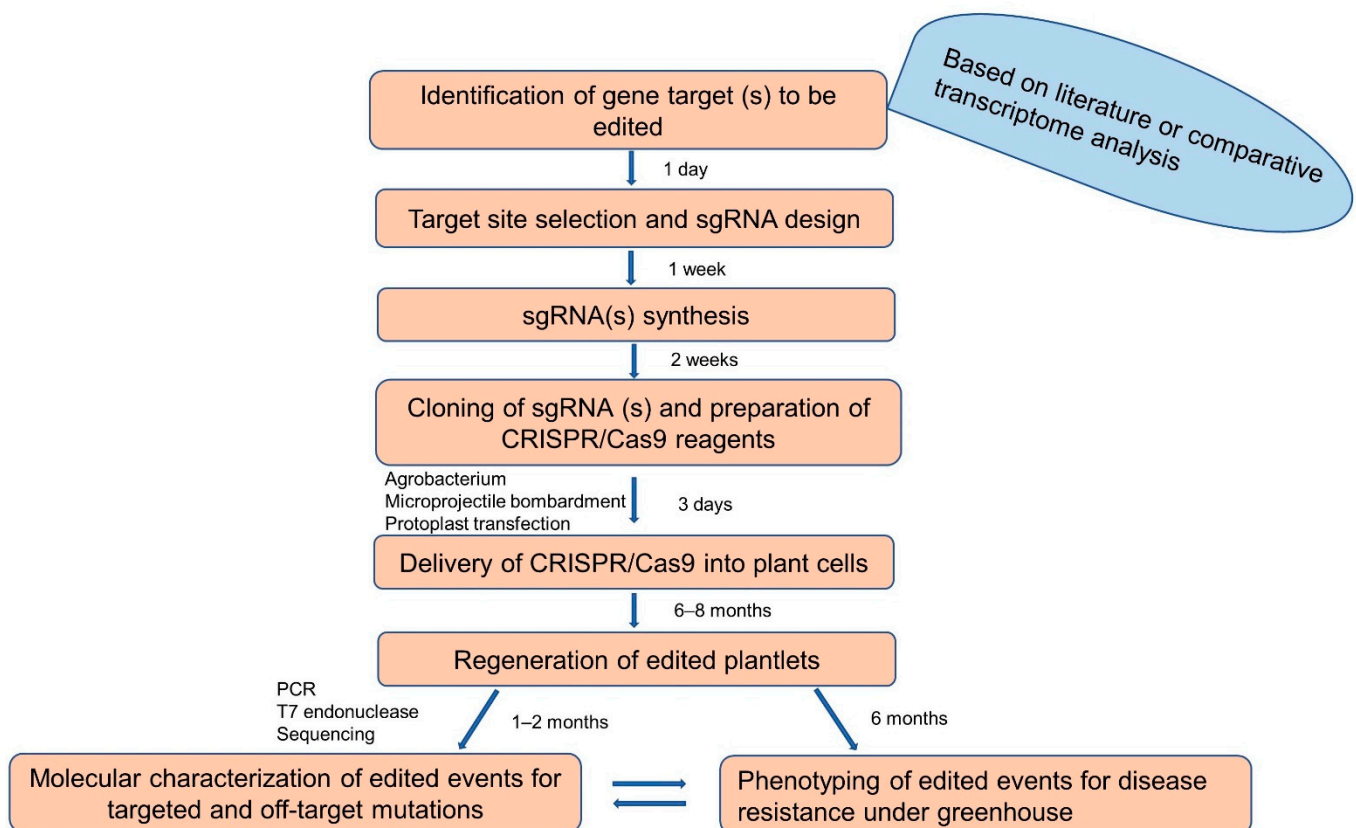 Identification of gene target (s) to be
edited
Based on literature or comparative
transcriptome analysis
1 day
Target site selection and sgRNA design
1 week
sgRNA(s) synthesis
2 weeks
Cloning of sgRNA (s) and preparation of
CRISPR/Cas9 reagents
Agrobacterium
Microprojectile bombardment
Protoplast transfection
3 days
Delivery of CRISPR/Cas9 into plant cells
6–8 months
Regeneration of edited plantlets
PCR
T7 endonuclease
Sequencing
1–2 months
6 months
Molecular characterization of edited events for
targeted and off-target mutations
Phenotyping of edited events for disease
resistance under greenhouse